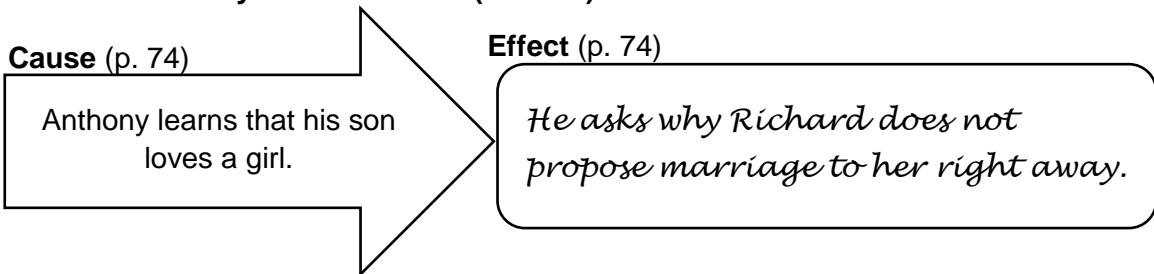 Cause (p. 74)
Effect (p. 74)
Anthony learns that his son
loves a girl.
He asks why Richard does not
propose marriage to her right away.